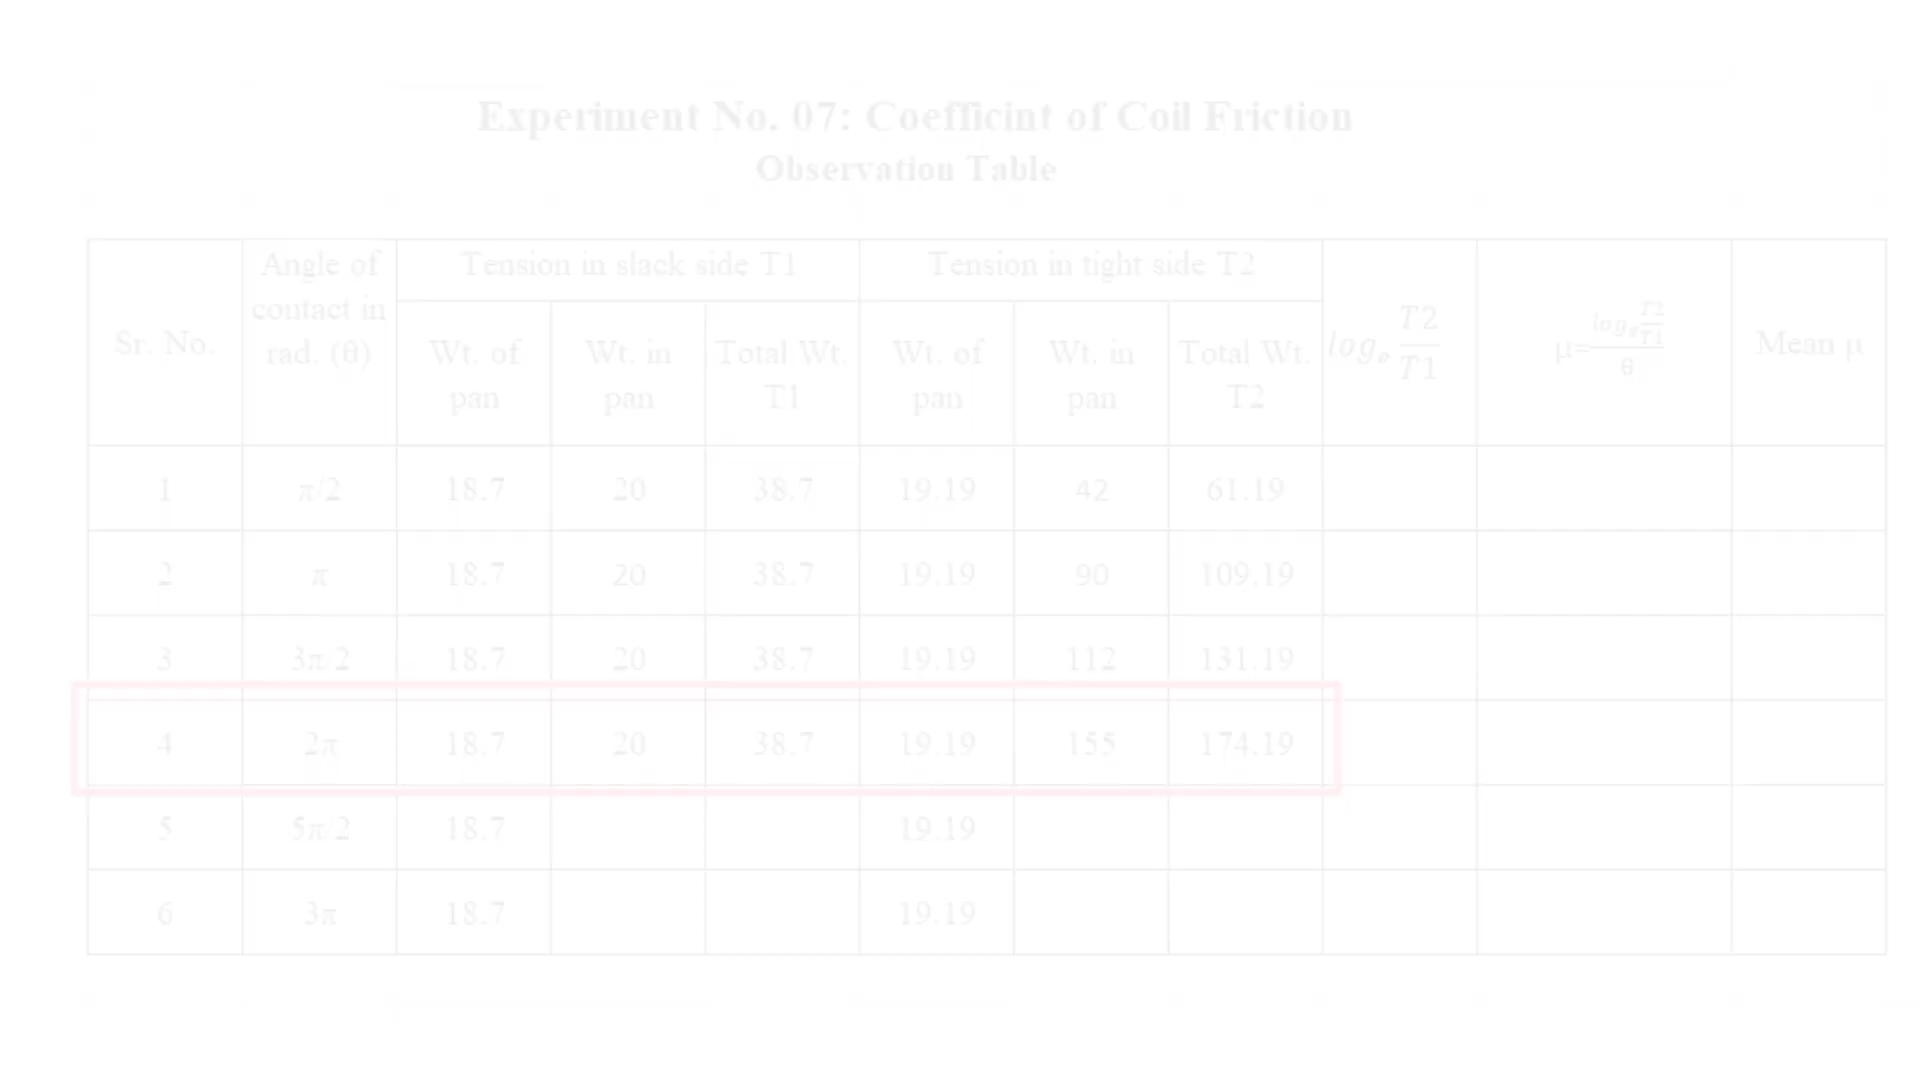 Experiment No. 07: Coefficint of Coil Friction
Observation Table
Sr. No. Angle of contact in rad. (θ) Tension in slack side T1 Tension in tight side T2 logₑ T2/T1 μ=logₑ T2/T1 / θ Mean μ
Wt. of pan Wt. in pan Total Wt. T1 Wt. of pan Wt. in pan Total Wt. T2
1 π/2 18.7 20 38.7 19.19 42 61.19
2 π 18.7 20 38.7 19.19 90 109.19
3 3π/2 18.7 20 38.7 19.19 112 131.19
4 2π 18.7 20 38.7 19.19 155 174.19
5 5π/2 18.7 19.19
6 3π 18.7 19.19